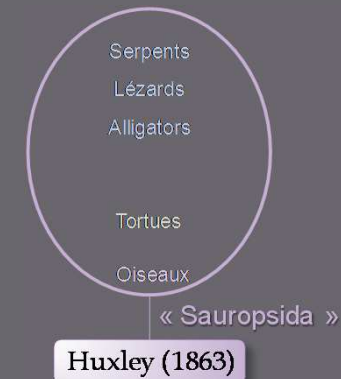 Serpents
Lézards
Alligators
Tortues
Oiseaux
« Sauropsida »
Huxley (1863)